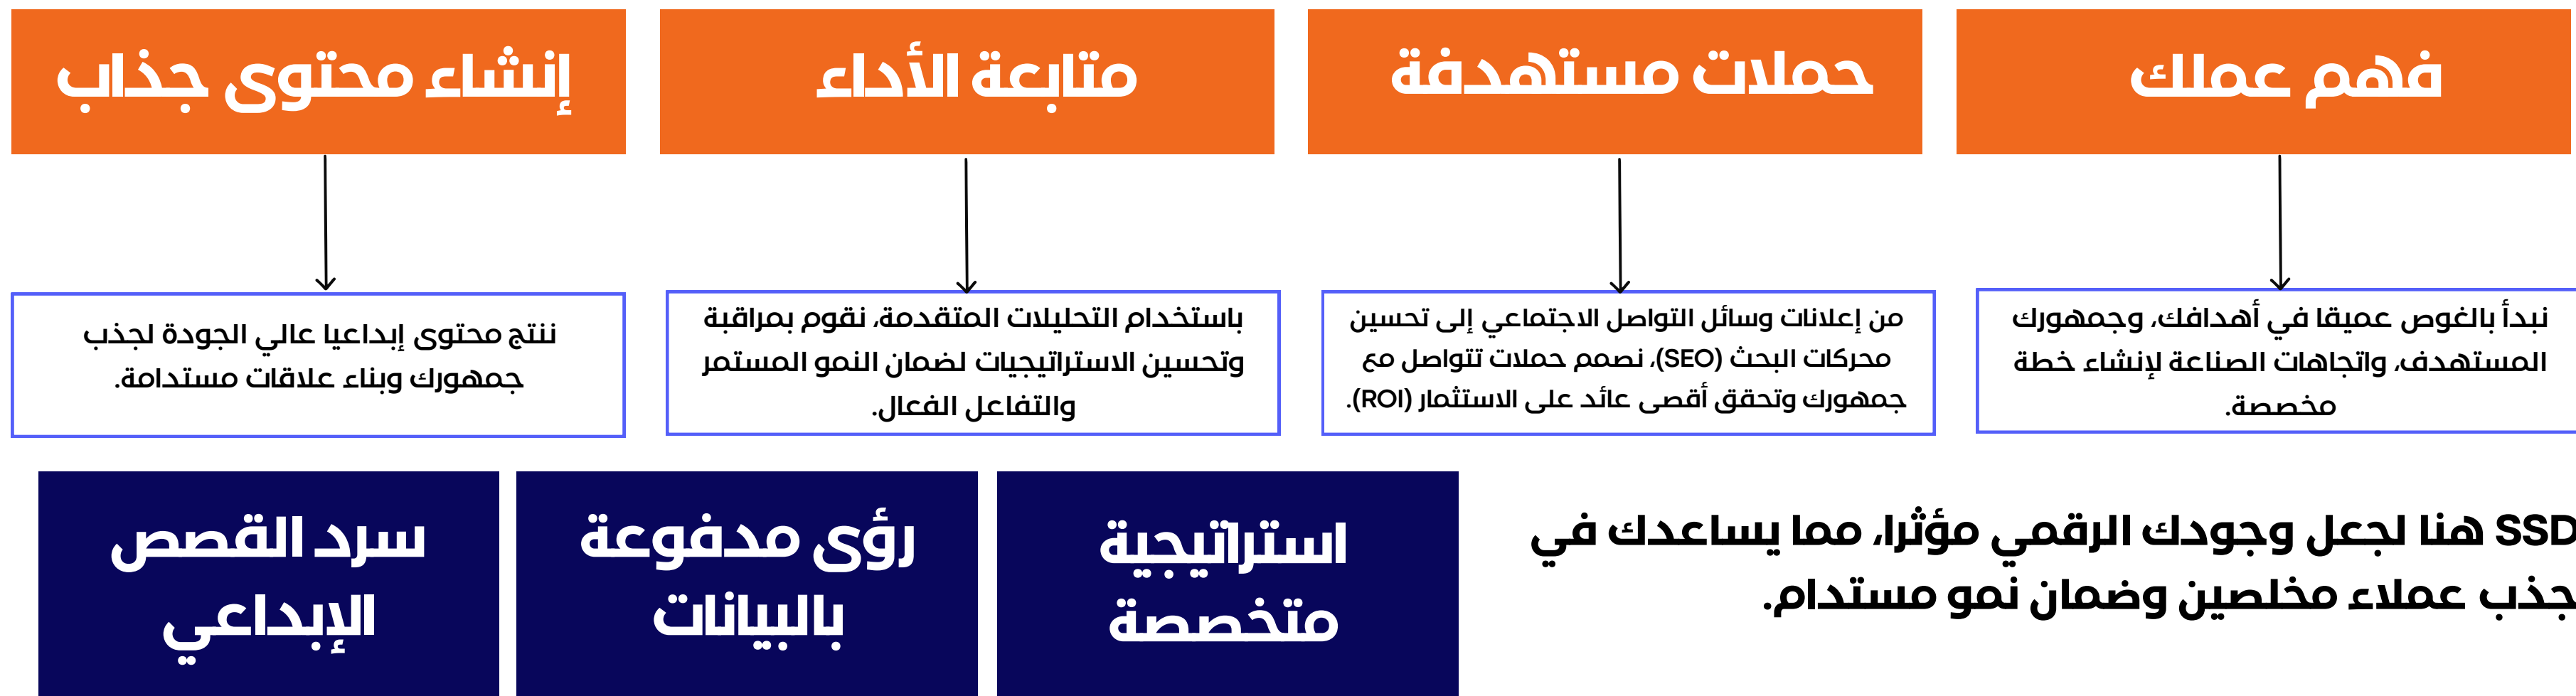 فهم عملك
حملات مستهدفة
متابعة الأداء
إنشاء محتوى جذاب
نبدأ بالغوص عميقا في أهدافك، وجمهورك
المستهدف، واتجاهات الصناعة لإنشاء خطة
مخصصة.
من إعلانات وسائل التواصل الاجتماعي إلى تحسين
محركات البحث (SEO)، نصمم حملات تتواصل مع
جمهورك وتحقق أقصى عائد على الاستثمار (ROI).
باستخدام التحليلات المتقدمة، نقوم بمراقبة
وتحسين الاستراتيجيات لضمان النمو المستمر
والتفاعل الفعال.
ننتج محتوى إبداعيا عالي الجودة لجذب
جمهورك وبناء علاقات مستدامة.
SSD هنا لجعل وجودك الرقمي مؤثرا، مما يساعدك في
جذب عملاء مخلصين وضمان نمو مستدام.
استراتيجية
متخصصة
رؤى مدفوعة
بالبيانات
سرد القصص
الإبداعي